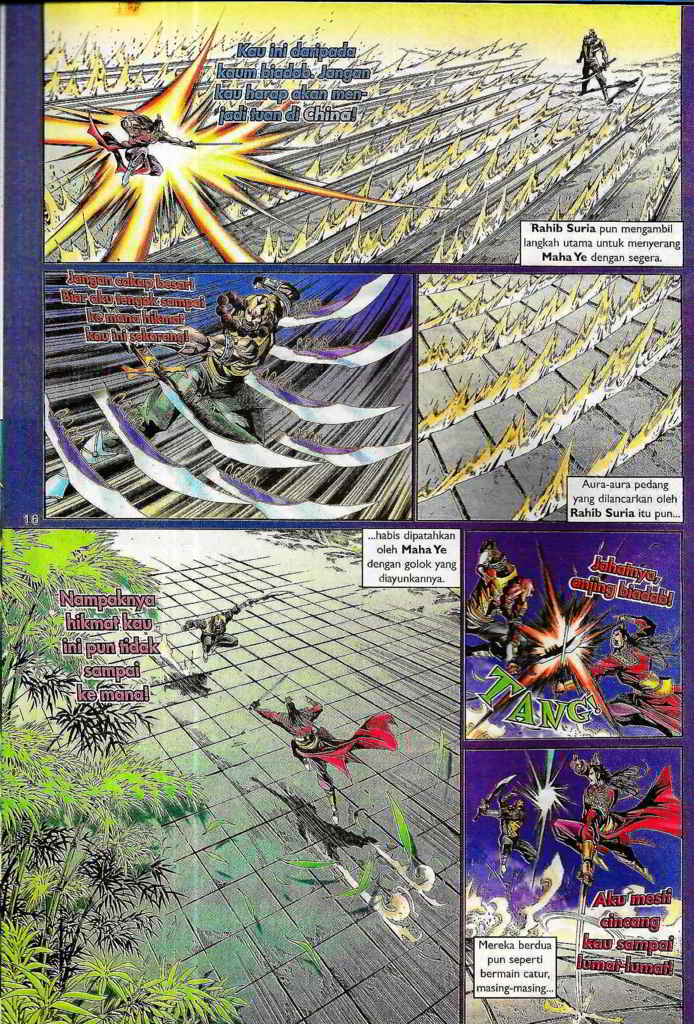 Kau ini daripada
kaum biadab. Jangan
kau harap akan men-
jadi tuan di China!
Rahib Suria pun mengambil
langkah utama untuk menyerang
Maha Ye dengan segera.
Jangan cakap besar!
Biar aku tengok sampai
ke mana hikmat
kau ini sekarang!
Aura-aura pedang
yang dilancarkan oleh
Rahib Suria itu pun...
18
...habis dipatahkan
oleh Maha Ye
dengan golok yang
diayunkannya.
Nampaknya
hikmat kau
ini pun tidak
sampai
ke mana!
Jahanam,
anjing biadab!
TANG
Aku mesti
cincang
kau sampai
lumat-lumat!
Mereka berdua
pun seperti
bermain catur,
masing-masing...